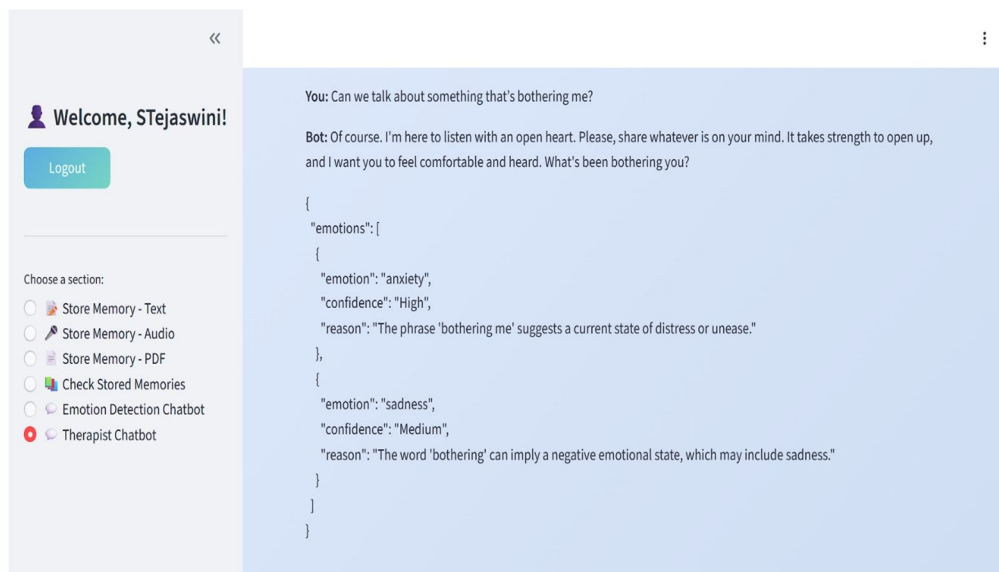 Welcome, STejaswini!
Logout
Choose a section:
Store Memory - Text
Store Memory - Audio
Store Memory - PDF
Check Stored Memories
Emotion Detection Chatbot
Therapist Chatbot
You: Can we talk about something that's bothering me?
Bot: Of course. I'm here to listen with an open heart. Please, share whatever is on your mind. It takes strength to open up,
and I want you to feel comfortable and heard. What's been bothering you?
{
"emotions": [
{
"emotion": "anxiety",
"confidence": "High",
"reason": "The phrase 'bothering me' suggests a current state of distress or unease."
},
{
"emotion": "sadness",
"confidence": "Medium",
"reason": "The word 'bothering' can imply a negative emotional state, which may include sadness."
}
]
}